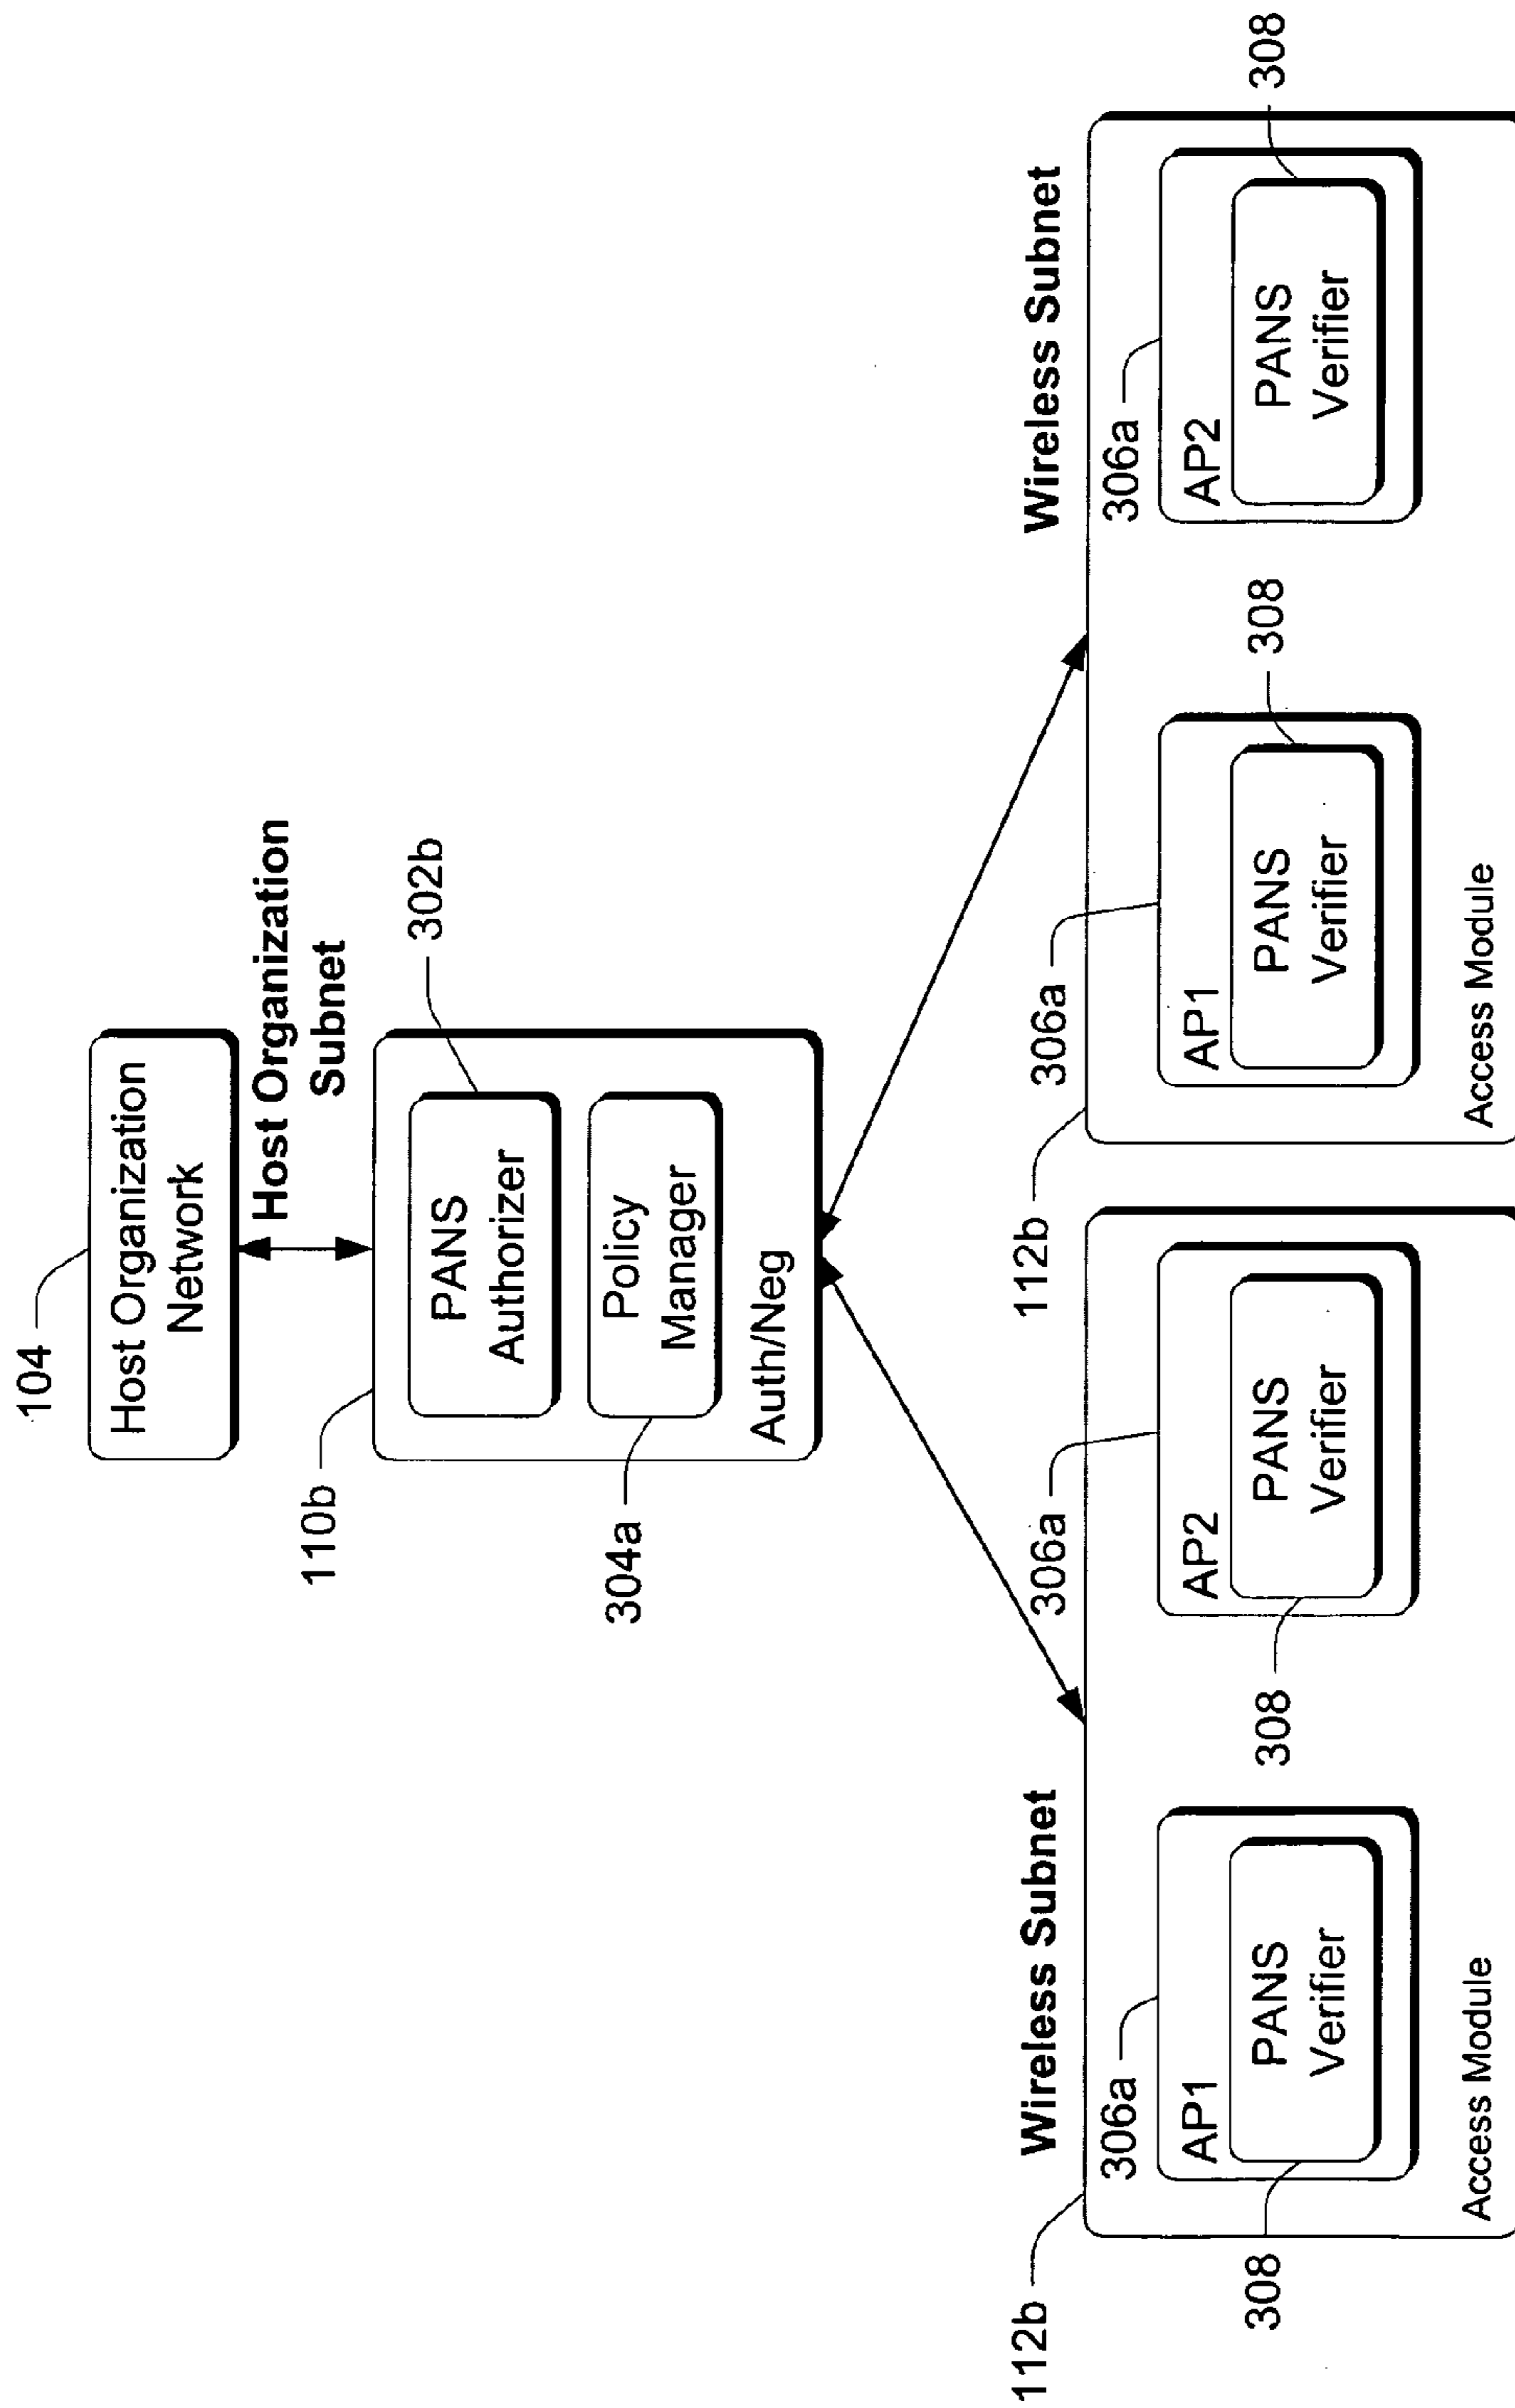 104
Host Organization
Network
Host Organization
Subnet
110b
302b
PANS
Authorizer
304a
Policy
Manager
Auth/Neg
Wireless Subnet
112b
306a
AP1
PANS
Verifier
308
306a
AP2
PANS
Verifier
308
Access Module
Wireless Subnet
112b
306a
AP1
PANS
Verifier
308
306a
AP2
PANS
Verifier
308
Access Module